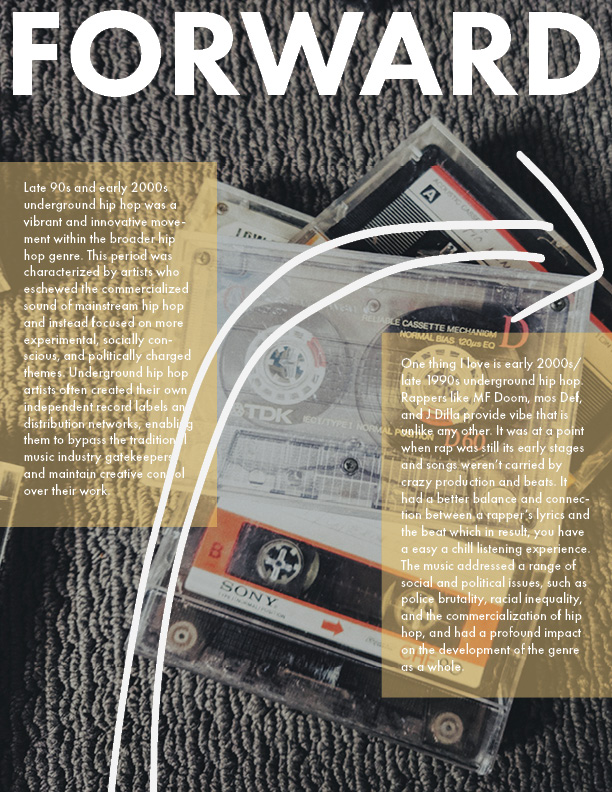 FORWARD
Late 90s and early 2000s
underground hip hop was a
vibrant and innovative move-
ment within the broader hip
hop genre. This period was
characterized by artists who
eschewed the commercialized
sound of mainstream hip hop
and instead focused on more
experimental, socially con-
scious, and politically charged
themes. Underground hip hop
artists often created their own
independent record labels and
distribution networks, enabling
them to bypass the traditional
music industry gatekeepers
and maintain creative control
over their work.
A
RELIABLE CASSETTE MECHANISM
NORMAL BIAS 120µs EQ
D
One thing I love is early 2000s/
late 1990s underground hip hop.
Rappers like MF Doom, mos Def,
and J Dilla provide vibe that is
unlike any other. It was at a point
when rap was still its early stages
and songs weren't carried by
crazy production and beats. It
had a better balance and connec-
tion between a rapper's lyrics and
the beat which in result, you have
a easy a chill listening experience.
The music addressed a range of
social and political issues, such as
police brutality, racial inequality,
and the commercialization of hip
hop, and had a profound impact
on the development of the genre
as a whole.
TDK
NORMAL POSITION
D60
B
SONY